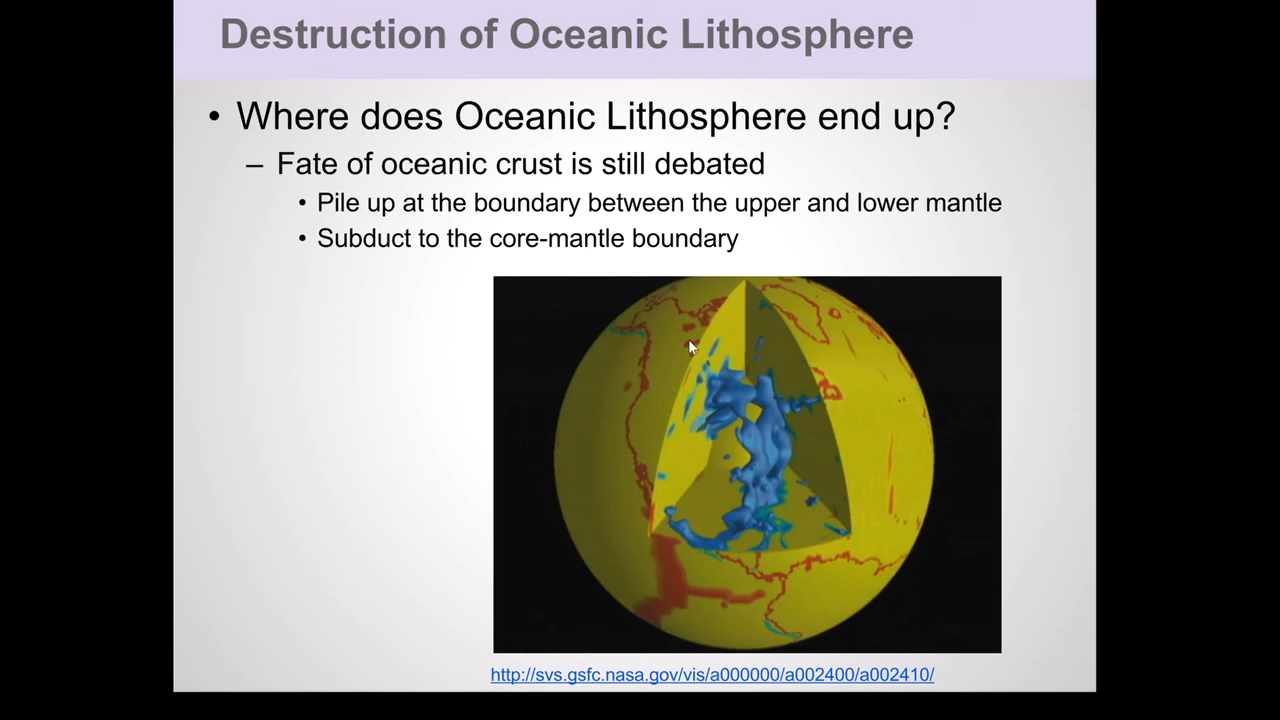 Destruction of Oceanic Lithosphere
• Where does Oceanic Lithosphere end up?
– Fate of oceanic crust is still debated
• Pile up at the boundary between the upper and lower mantle
• Subduct to the core-mantle boundary
http://svs.gsfc.nasa.gov/vis/a000000/a002400/a002410/